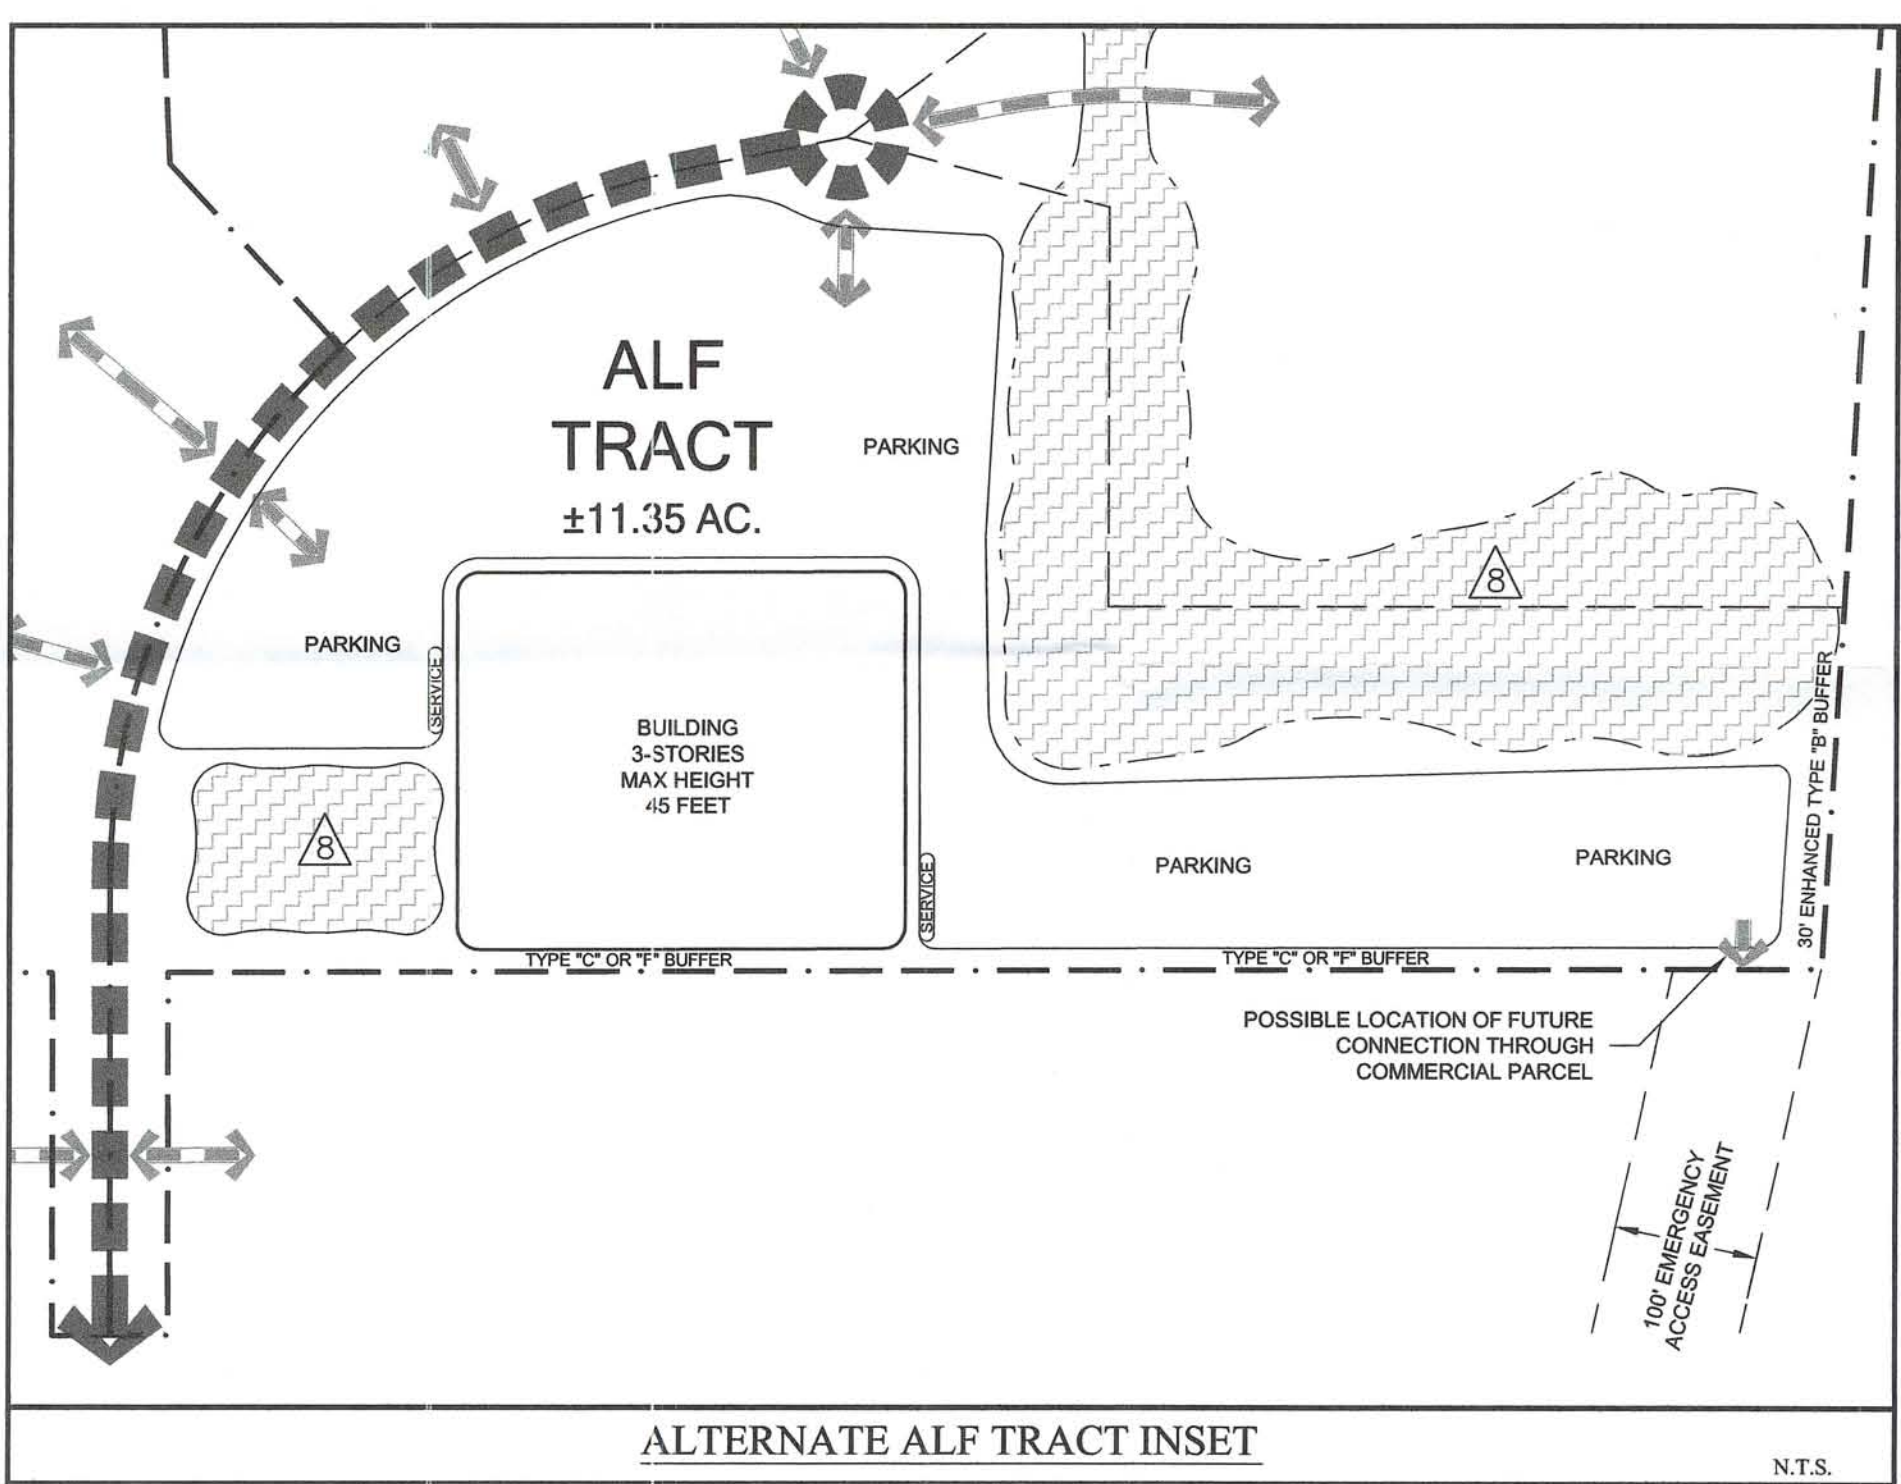 ALF
TRACT
±11.35 AC.
PARKING
PARKING
SERVICE
BUILDING
3-STORIES
MAX HEIGHT
45 FEET
8
8
SERVICE
PARKING
PARKING
30' ENHANCED TYPE "B" BUFFER
TYPE "C" OR "F" BUFFER
TYPE "C" OR "F" BUFFER
POSSIBLE LOCATION OF FUTURE
CONNECTION THROUGH
COMMERCIAL PARCEL
100' EMERGENCY
ACCESS EASEMENT
ALTERNATE ALF TRACT INSET
N.T.S.